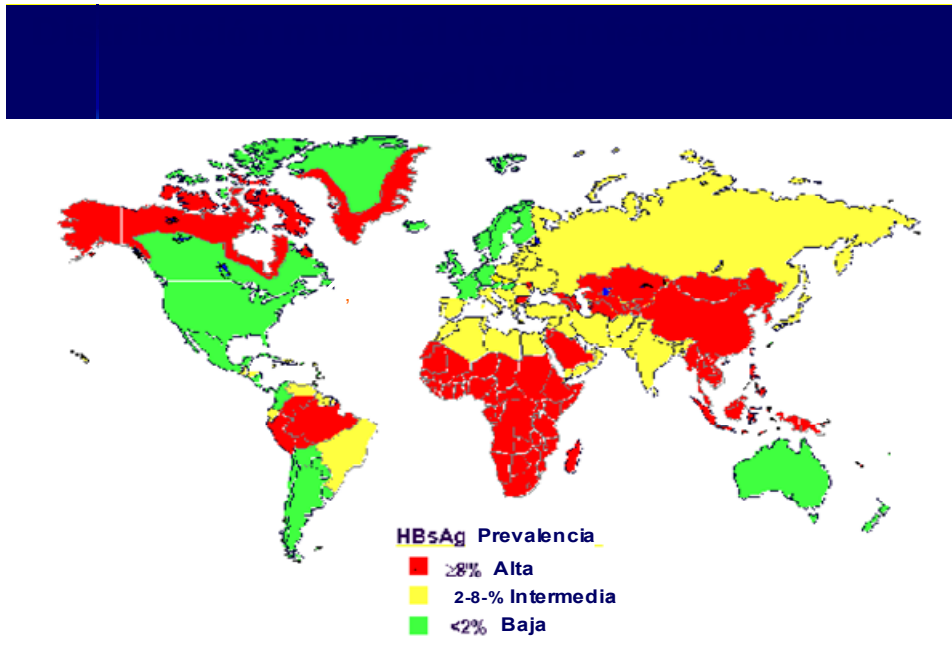 HBsAg Prevalencia
≥8% Alta
2-8-% Intermedia
<2% Baja